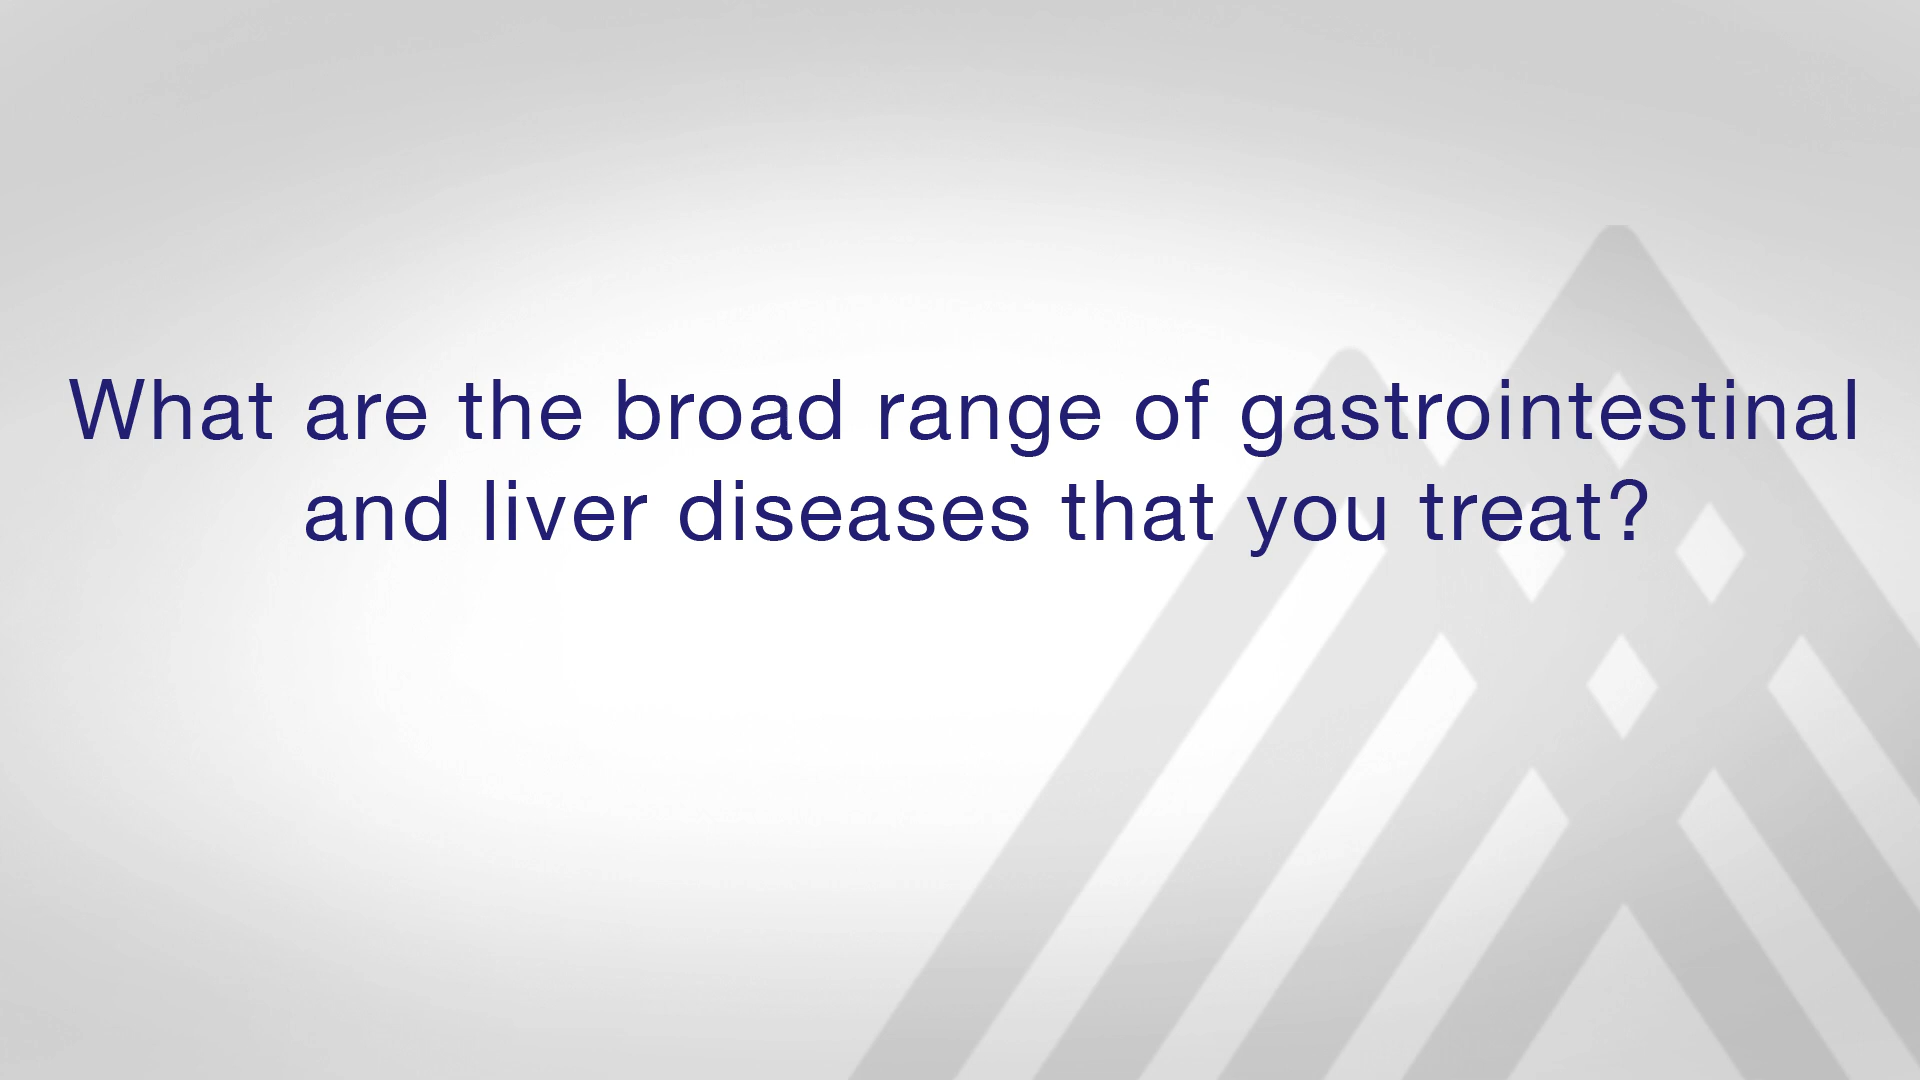 What are the broad range of gastrointestinal
and liver diseases that you treat?